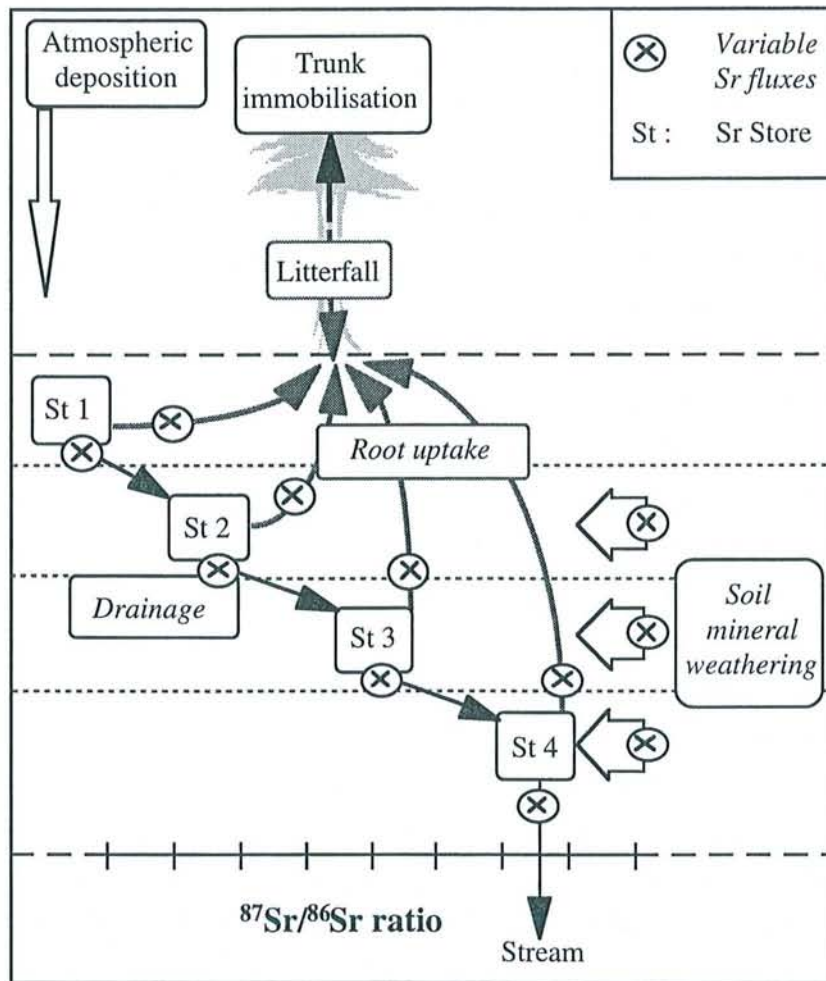 Atmospheric
deposition
Trunk
immobilisation
Variable
Sr fluxes
St : Sr Store
Litterfall
St 1
Root uptake
St 2
Drainage
St 3
Soil
mineral
weathering
St 4
⁸⁷Sr/⁸⁶Sr ratio
Stream